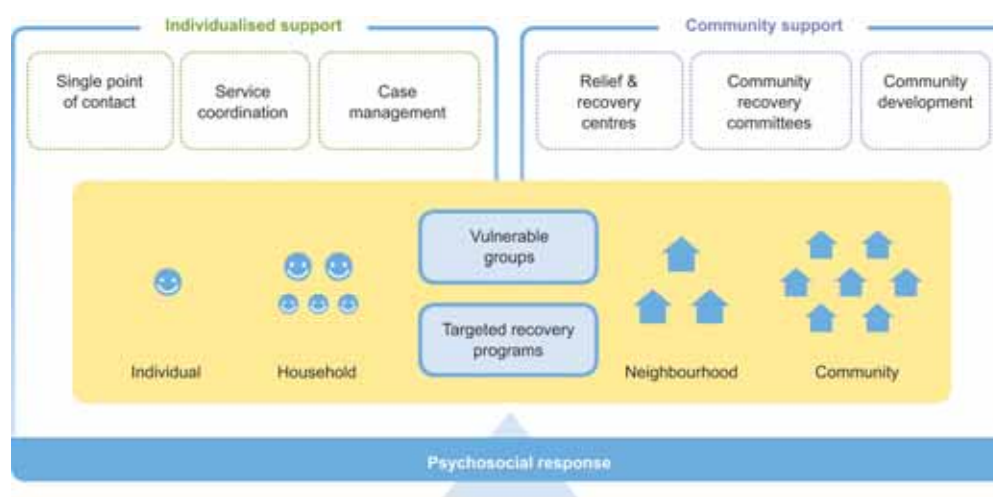 Individualised support
Single point
of contact
Service
coordination
Case
management
Community support
Relief &
recovery
centres
Community
recovery
committees
Community
development
Vulnerable
groups
Targeted recovery
programs
Individual
Household
Neighbourhood
Community
Psychosocial response